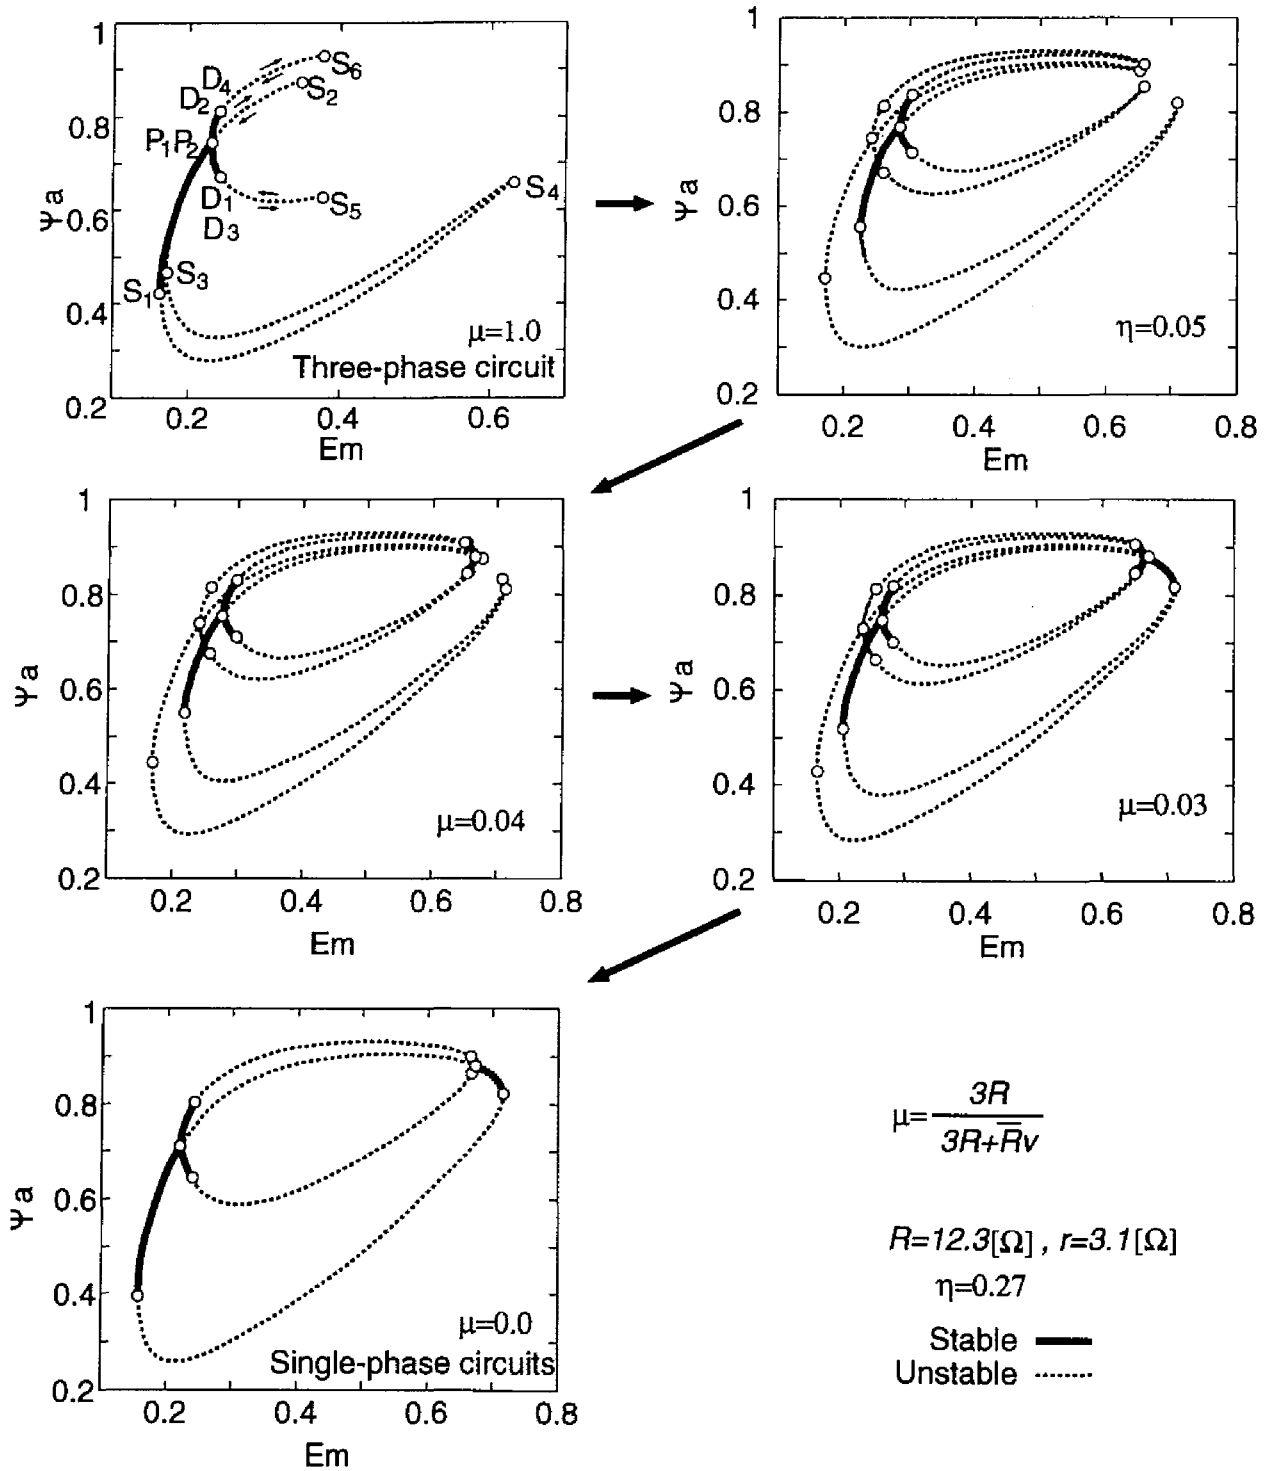 1
0.8
Ψa
0.6
0.4
0.2
D4
D2
S6
S2
P1P2
D1
D3
S5
S4
S3
S1
μ=1.0
Three-phase circuit
0.2 0.4 0.6
Em
1
0.8
Ψa
0.6
0.4
0.2
η=0.05
0.2 0.4 0.6 0.8
Em
1
0.8
Ψa
0.6
0.4
0.2
μ=0.04
0.2 0.4 0.6 0.8
Em
1
0.8
Ψa
0.6
0.4
0.2
μ=0.03
0.2 0.4 0.6 0.8
Em
1
0.8
Ψa
0.6
0.4
0.2
μ=0.0
Single-phase circuits
0.2 0.4 0.6 0.8
Em
μ= 3R / 3R+R̅v
R=12.3[Ω] , r=3.1[Ω]
η=0.27
Stable
Unstable